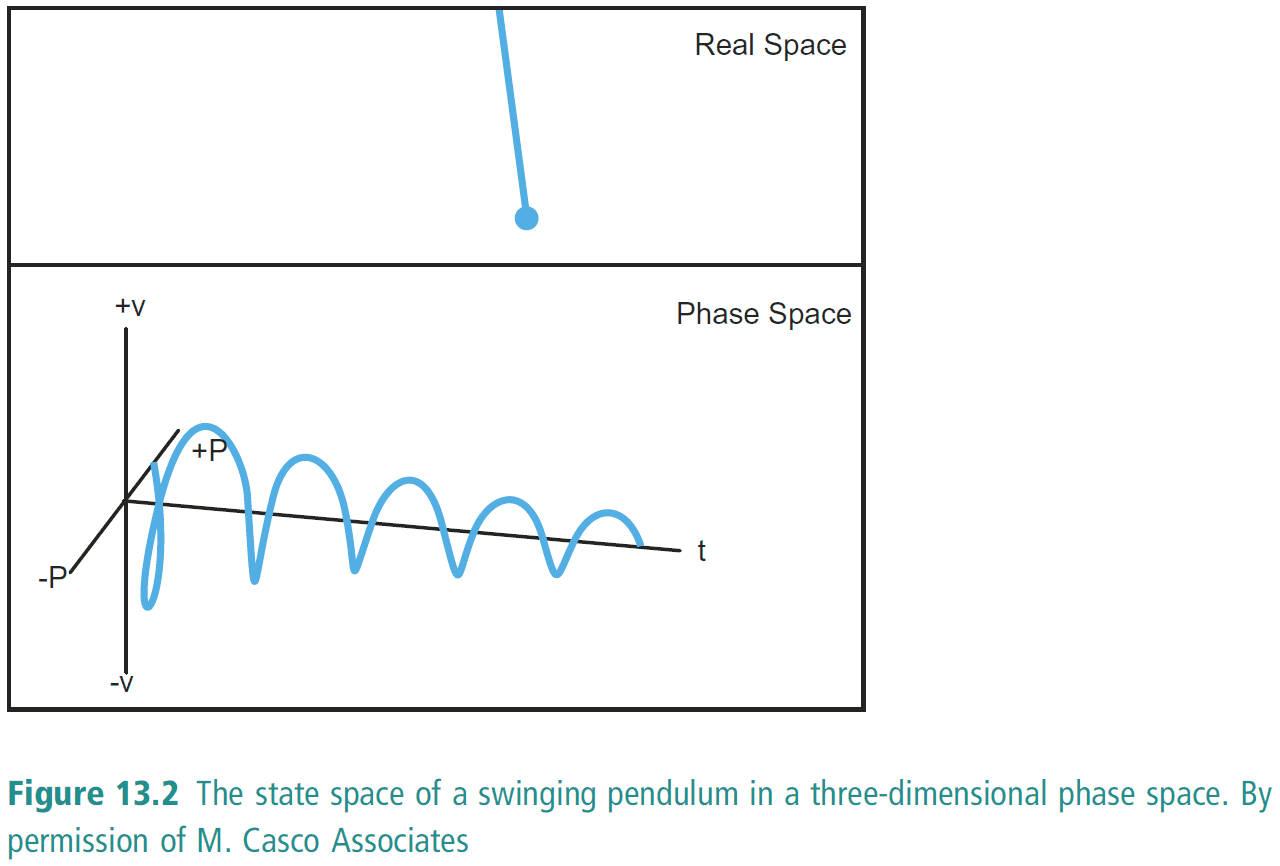 Real Space
Phase Space
+v
+P
t
-P
-v
Figure 13.2 The state space of a swinging pendulum in a three-dimensional phase space. By
permission of M. Casco Associates